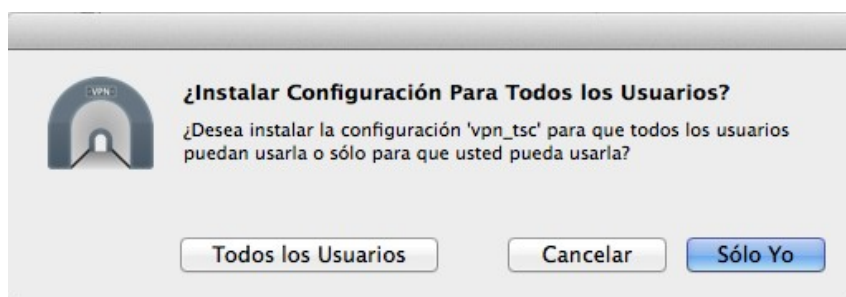 VPN
¿Instalar Configuración Para Todos los Usuarios?
¿Desea instalar la configuración 'vpn_tsc' para que todos los usuarios
puedan usarla o sólo para que usted pueda usarla?
Todos los Usuarios
Cancelar
Sólo Yo